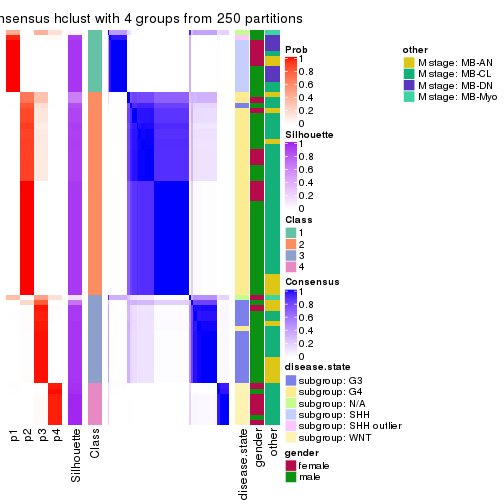 nsensus hclust with 4 groups from 250 partitions
Prob
1
0.8
0.6
0.4
0.2
0
Silhouette
1
0.8
0.6
0.4
0.2
0
Class
1
2
3
4
Consensus
1
0.8
0.6
0.4
0.2
0
disease.state
subgroup: G3
subgroup: G4
subgroup: N/A
subgroup: SHH
subgroup: SHH outlier
subgroup: WNT
gender
female
male
other
M stage: MB-AN
M stage: MB-CL
M stage: MB-DN
M stage: MB-Myo
p1
p2
p3
p4
Silhouette
Class
disease.state
gender
other